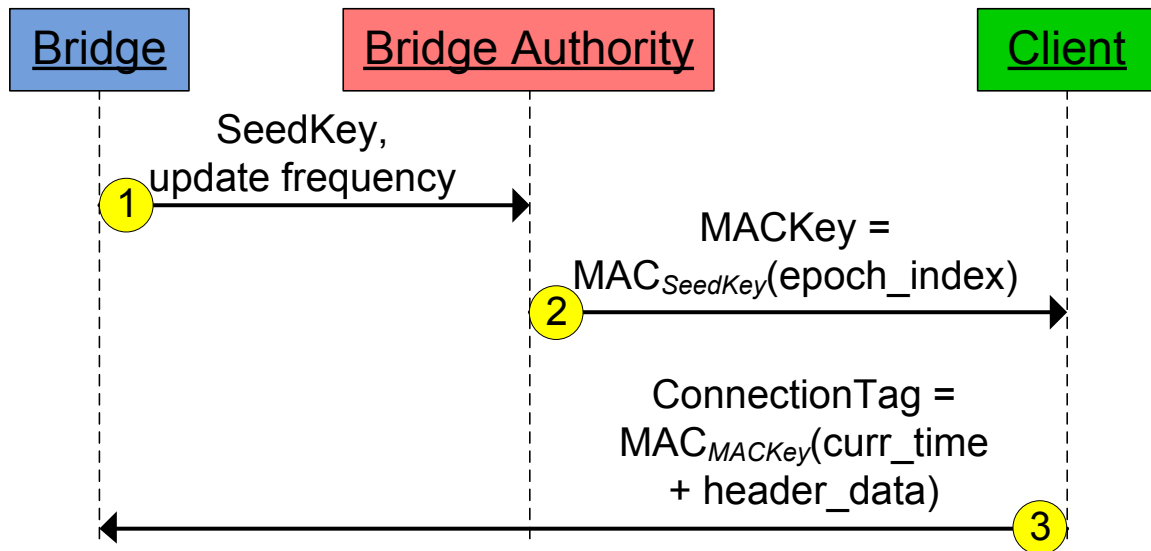 Bridge
Bridge Authority
Client
SeedKey,
update frequency
1
MACKey =
MACSeedKey(epoch_index)
2
ConnectionTag =
MACMACKey(curr_time
+ header_data)
3